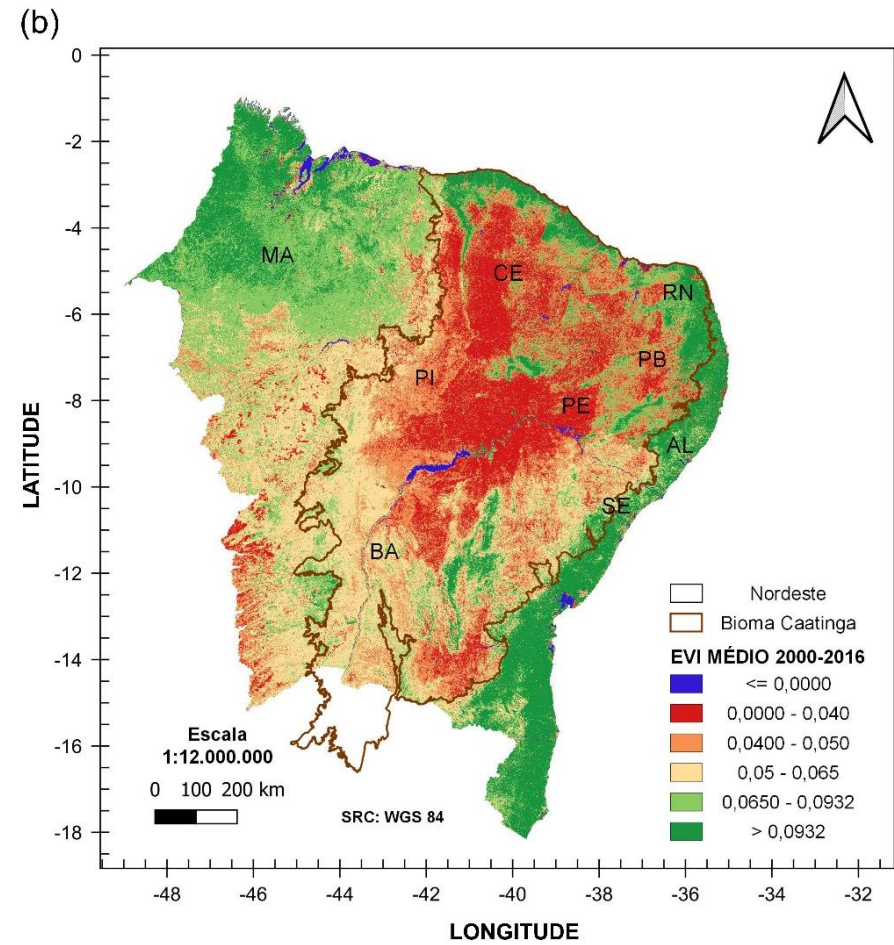 (b)
0
-2
-4
-6
-8
-10
-12
-14
-16
-18
LATITUDE
MA
CE
RN
PI
PB
PE
AL
SE
BA
Nordeste
Bioma Caatinga
EVI MÉDIO 2000-2016
<= 0,0000
0,0000 - 0,040
0,0400 - 0,050
0,05 - 0,065
0,0650 - 0,0932
> 0,0932
Escala
1:12.000.000
0 100 200 km
SRC: WGS 84
-48 -46 -44 -42 -40 -38 -36 -34 -32
LONGITUDE